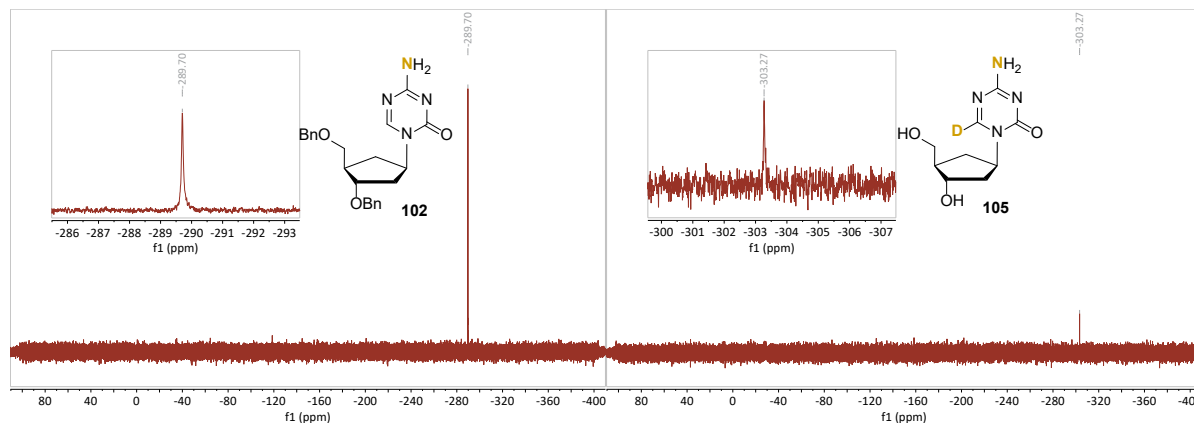 -289.70
-289.70
-286 -287 -288 -289 -290 -291 -292 -293
f1 (ppm)
NH2
N
N
N
O
BnO
OBn
102
80 40 0 -40 -80 -120 -160 -200 -240 -280 -320 -360 -400
f1 (ppm)
-303.27
-303.27
-300 -301 -302 -303 -304 -305 -306 -307
f1 (ppm)
NH2
N
N
D
N
O
HO
OH
105
80 40 0 -40 -80 -120 -160 -200 -240 -280 -320 -360 -40
f1 (ppm)